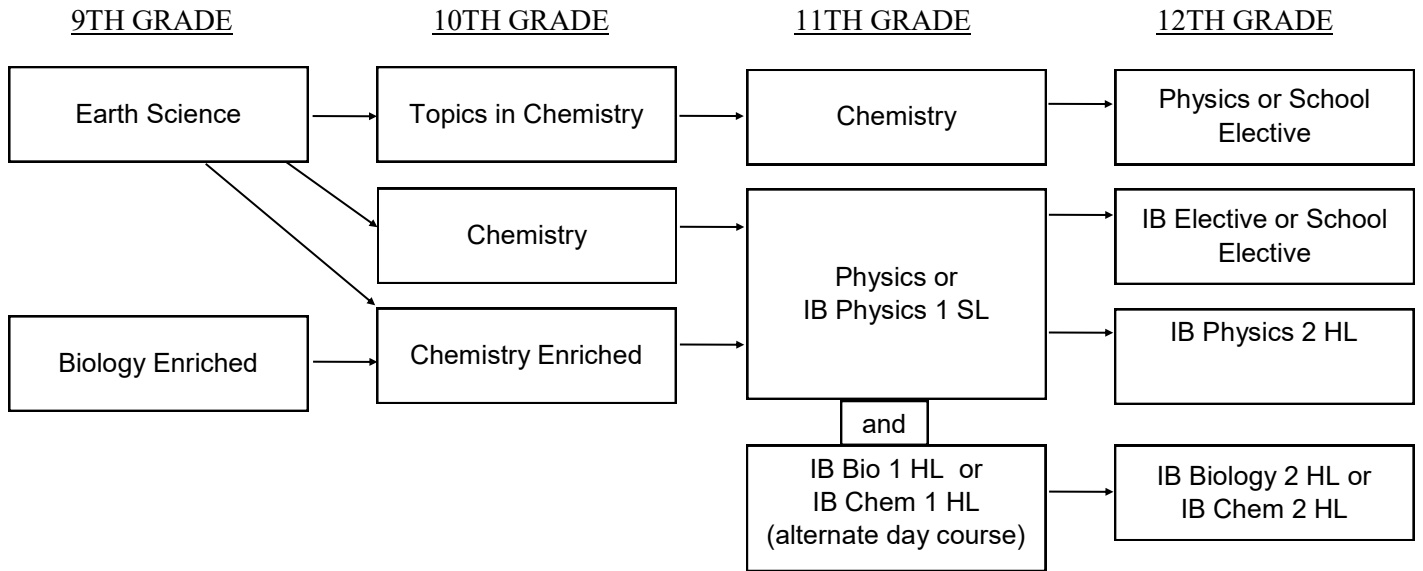 9TH GRADE
10TH GRADE
11TH GRADE
12TH GRADE
Earth Science
Topics in Chemistry
Chemistry
Physics or School
Elective
Chemistry
Physics or
IB Physics 1 SL
IB Elective or School
Elective
Biology Enriched
Chemistry Enriched
IB Physics 2 HL
and
IB Bio 1 HL or
IB Chem 1 HL
(alternate day course)
IB Biology 2 HL or
IB Chem 2 HL